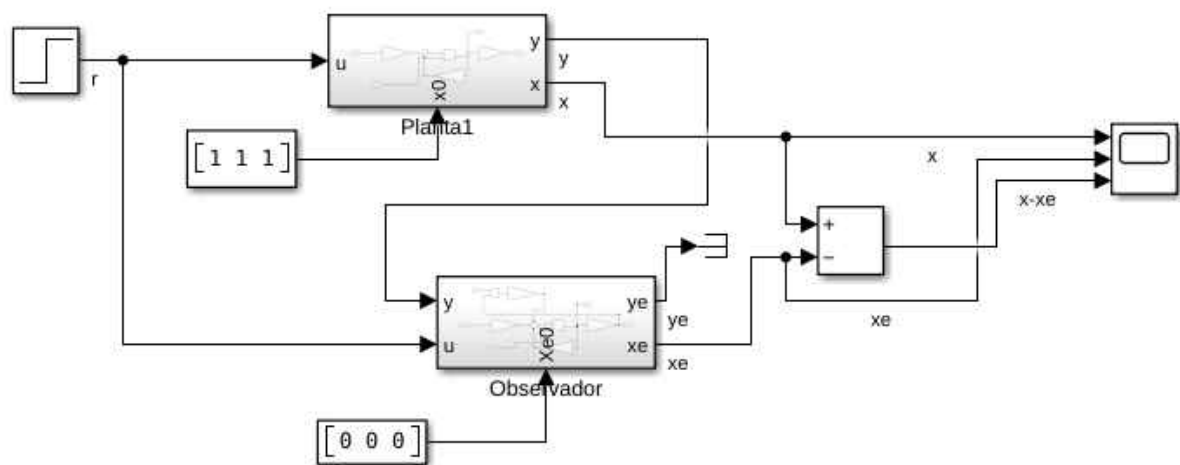 r
u
x0
y
x
y
x
Planta1
[1 1 1]
x
x-xe
+
−
y
u
Xe0
ye
xe
ye
xe
xe
Observador
[0 0 0]